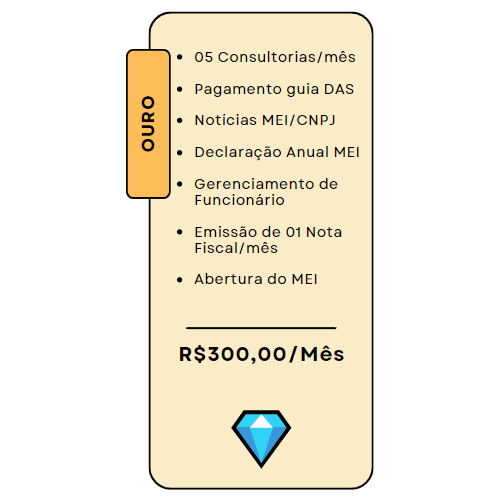 OURO
05 Consultorias/mês
Pagamento guia DAS
Notícias MEI/CNPJ
Declaração Anual MEI
Gerenciamento de
Funcionário
Emissão de 01 Nota
Fiscal/mês
Abertura do MEI
R$300,00/Mês